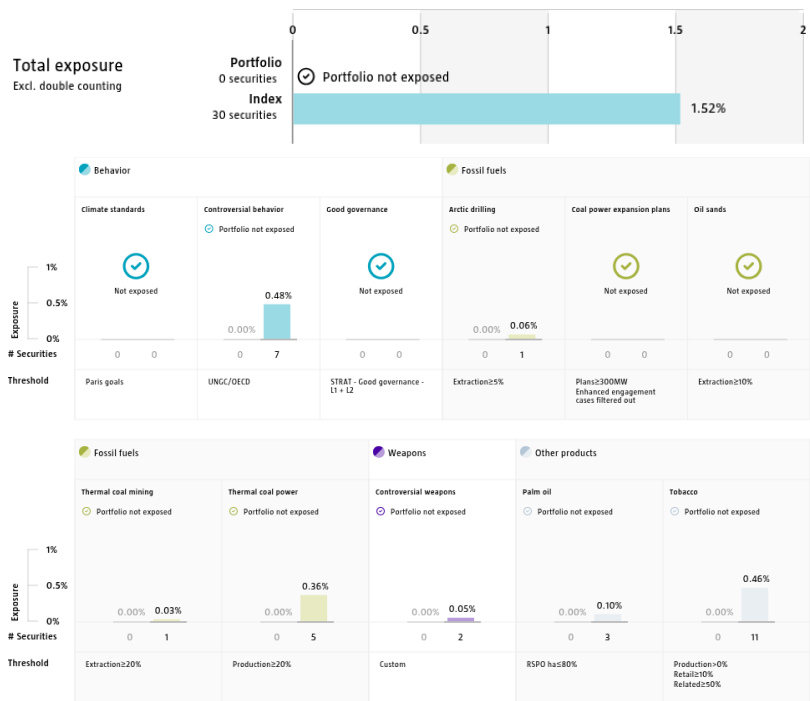 0 0.5 1 1.5 2
Total exposure
Excl. double counting
Portfolio
0 securities
Portfolio not exposed
Index
30 securities
1.52%
Behavior Fossil fuels
Climate standards Controversial behavior Good governance Arctic drilling Coal power expansion plans Oil sands
Portfolio not exposed Portfolio not exposed
Not exposed Not exposed Not exposed Not exposed
Exposure
1%
0.5%
0%
0.00% 0.48% 0.00% 0.06%
# Securities 0 0 0 7 0 0 0 1 0 0 0 0
Threshold Paris goals UNGC/OECD STRAT - Good governance - Extraction≥5% Plans≥300MW Extraction≥10%
L1 + L2 Enhanced engagement
cases filtered out
Fossil fuels Weapons Other products
Thermal coal mining Thermal coal power Controversial weapons Palm oil Tobacco
Portfolio not exposed Portfolio not exposed Portfolio not exposed Portfolio not exposed Portfolio not exposed
Exposure
1%
0.5%
0%
0.00% 0.03% 0.00% 0.36% 0.00% 0.05% 0.00% 0.10% 0.00% 0.46%
# Securities 0 1 0 5 0 2 0 3 0 11
Threshold Extraction≥20% Production≥20% Custom RSPO ha≤80% Production>0%
Retail≥10%
Related≥50%